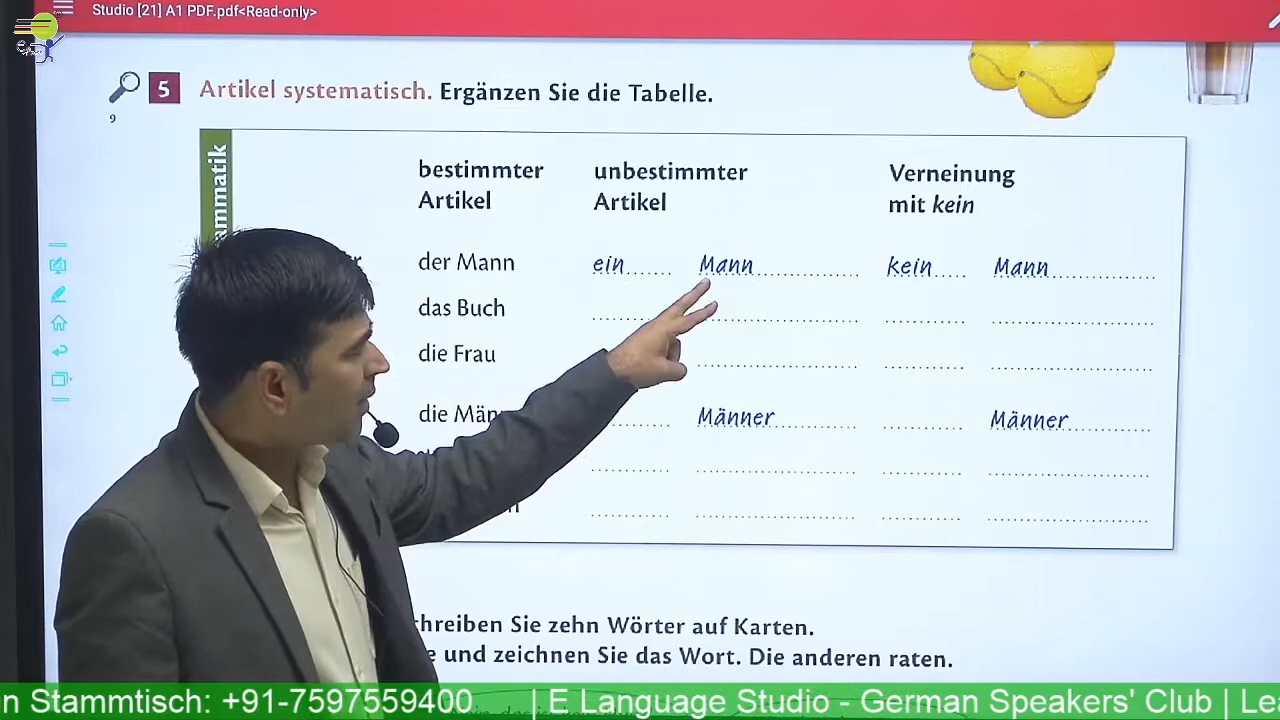 Studio [21] A1 PDF.pdf<Read-only>
5 Artikel systematisch. Ergänzen Sie die Tabelle.
9
bestimmter Artikel
unbestimmter Artikel
Verneinung mit kein
der Mann ein Mann kein Mann
das Buch
die Frau
Männer Männer
Sie zehn Wörter auf Karten.
und zeichnen Sie das Wort. Die anderen raten.
Stammtisch: +91-7597559400 | E Language Studio - German Speakers' Club |